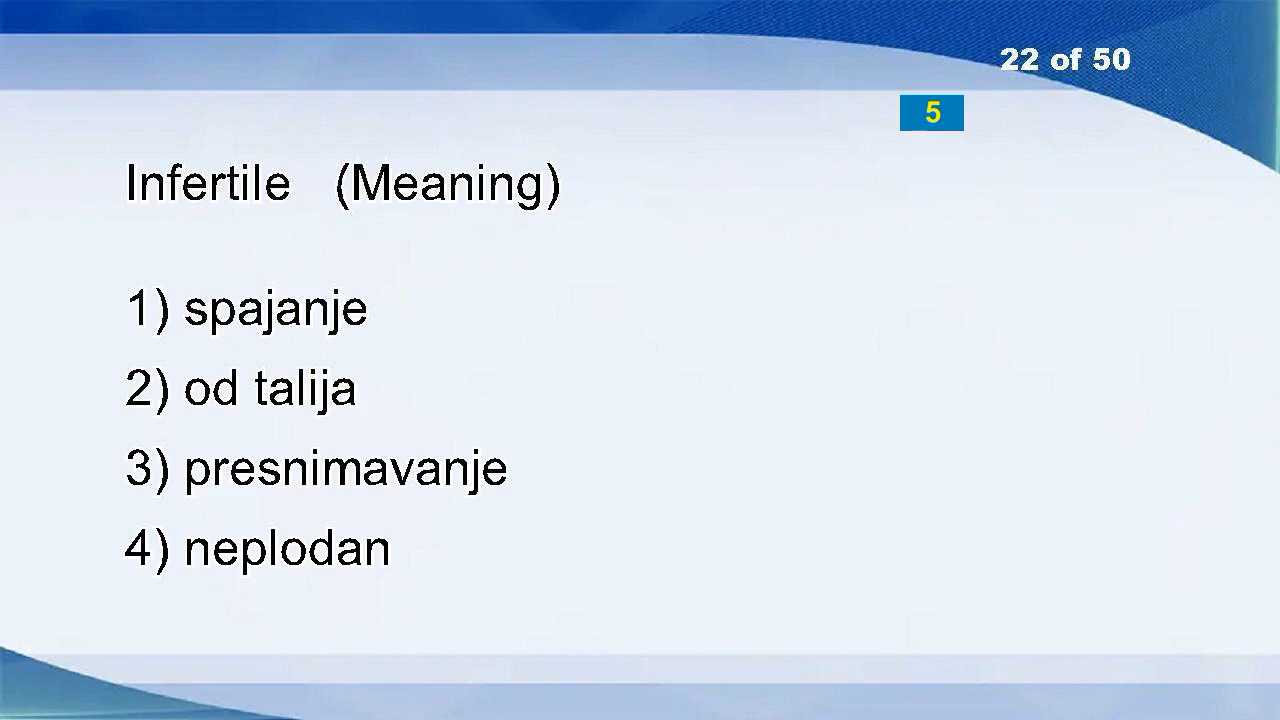 22 of 50
5
Infertile (Meaning)
1) spajanje
2) od talija
3) presnimavanje
4) neplodan